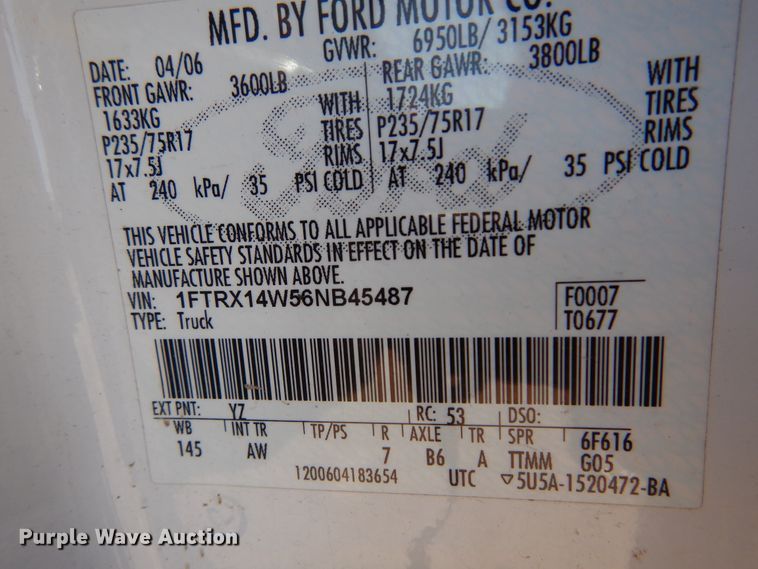 MFD. BY FORD MOTOR CO.
DATE: 04/06 GVWR: 6950LB/ 3153KG
FRONT GAWR: 3600LB REAR GAWR: 3800LB
1633KG WITH 1724KG WITH
P235/75R17 TIRES P235/75R17 TIRES
17x7.5J RIMS 17x7.5J RIMS
AT 240 kPa/ 35 PSI COLD AT 240 kPa/ 35 PSI COLD
Ford
THIS VEHICLE CONFORMS TO ALL APPLICABLE FEDERAL MOTOR
VEHICLE SAFETY STANDARDS IN EFFECT ON THE DATE OF
MANUFACTURE SHOWN ABOVE.
VIN: 1FTRX14W56NB45487 F0007
TYPE: Truck T0677
EXT PNT: YZ RC: 53 DSO:
WB INT TR TP/PS R AXLE TR SPR 6F616
145 AW 7 B6 A TTMM G05
1200604183654 UTC ▽5U5A-1520472-BA
Purple Wave Auction